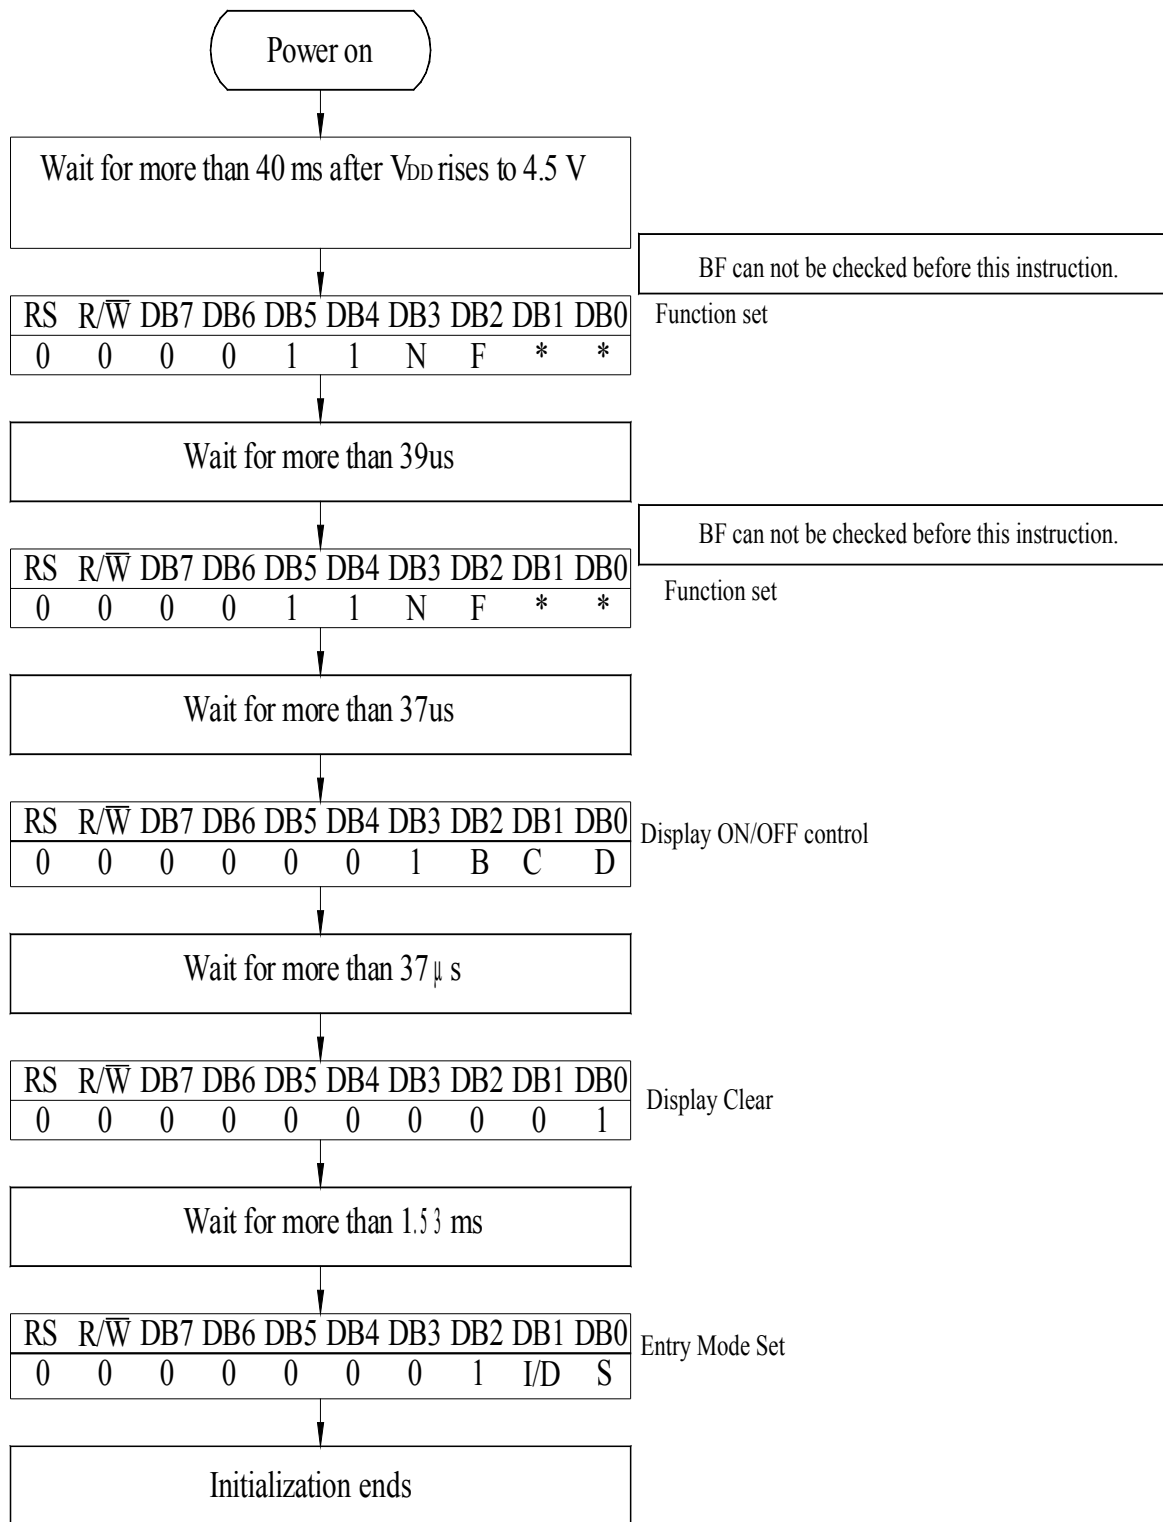 Power on
Wait for more than 40 ms after VDD rises to 4.5 V
BF can not be checked before this instruction.
RS R/W̅ DB7 DB6 DB5 DB4 DB3 DB2 DB1 DB0
Function set
0 0 0 0 1 1 N F * *
Wait for more than 39us
BF can not be checked before this instruction.
RS R/W̅ DB7 DB6 DB5 DB4 DB3 DB2 DB1 DB0
Function set
0 0 0 0 1 1 N F * *
Wait for more than 37us
RS R/W̅ DB7 DB6 DB5 DB4 DB3 DB2 DB1 DB0
Display ON/OFF control
0 0 0 0 0 0 1 B C D
Wait for more than 37μ s
RS R/W̅ DB7 DB6 DB5 DB4 DB3 DB2 DB1 DB0
Display Clear
0 0 0 0 0 0 0 0 0 1
Wait for more than 1.53 ms
RS R/W̅ DB7 DB6 DB5 DB4 DB3 DB2 DB1 DB0
Entry Mode Set
0 0 0 0 0 0 0 1 I/D S
Initialization ends